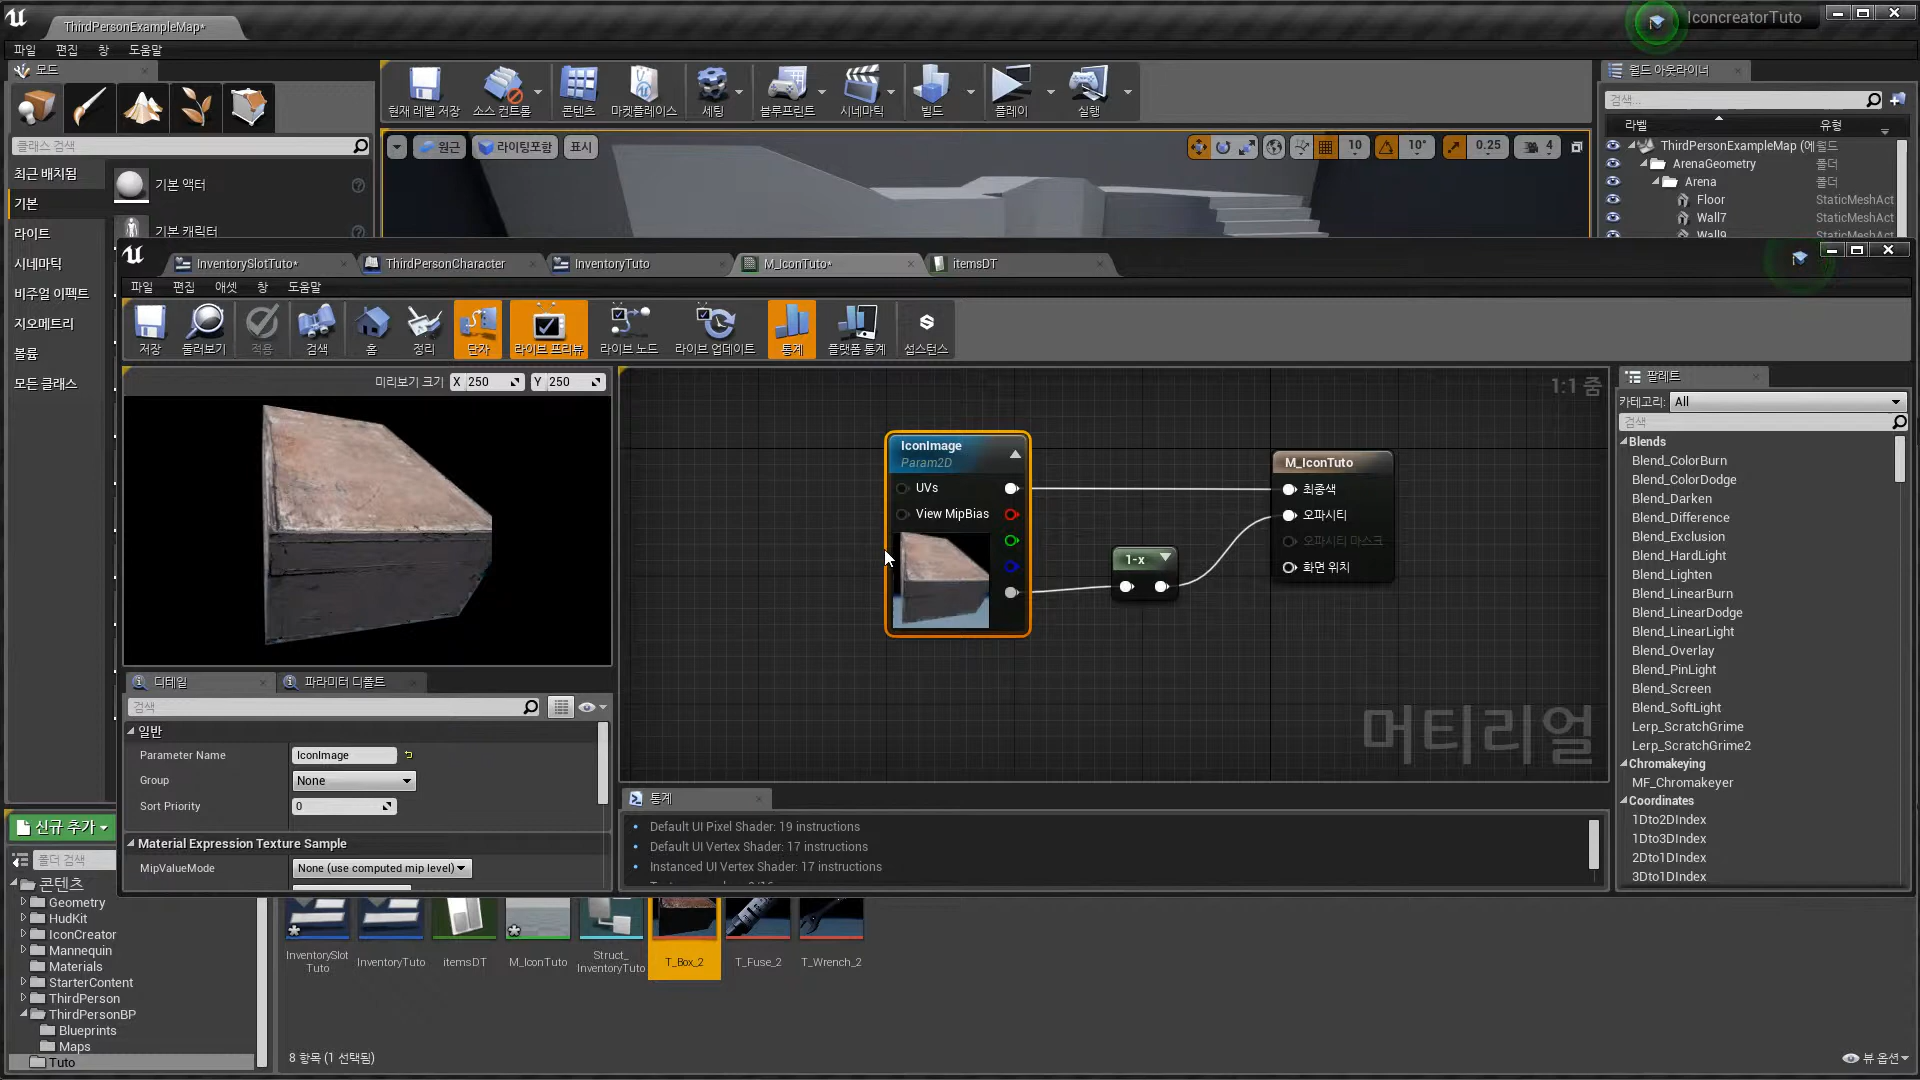 ThirdPersonExampleMap*
IconcreatorTuto
파일 편집 창 도움말
모드
현재 레벨 저장 소스 컨트롤 콘텐츠 마켓플레이스 세팅 블루프린트 시네마틱 빌드 플레이 실행
월드 아웃라이너
검색...
라벨 유형
클래스 검색
원근 라이팅포함 표시
10 10° 0.25 4
최근 배치됨
기본
라이트
시네마틱
비주얼 이펙트
지오메트리
볼륨
모든 클래스
기본 액터
기본 캐릭터
ThirdPersonExampleMap (에 월드
ArenaGeometry 폴더
Arena 폴더
Floor StaticMeshAct
Wall7 StaticMeshAct
Wall9 StaticMeshAct
InventorySlotTuto* ThirdPersonCharacter InventoryTuto M_IconTuto* itemsDT
파일 편집 애셋 창 도움말
저장 둘러보기 적용 검색 홈 정리 단자 라이브 프리뷰 라이브 노드 라이브 업데이트 통계 플랫폼 통계 섭스턴스
미리보기 크기 X 250 Y 250
1:1 줌
IconImage
Param2D
UVs
View MipBias
1-x
M_IconTuto
최종색
오파시티
오파시티 마스크
화면 위치
머티리얼
팔레트
카테고리: All
검색
Blends
Blend_ColorBurn
Blend_ColorDodge
Blend_Darken
Blend_Difference
Blend_Exclusion
Blend_HardLight
Blend_Lighten
Blend_LinearBurn
Blend_LinearDodge
Blend_LinearLight
Blend_Overlay
Blend_PinLight
Blend_Screen
Blend_SoftLight
Lerp_ScratchGrime
Lerp_ScratchGrime2
Chromakeying
MF_Chromakeyer
Coordinates
1Dto2DIndex
1Dto3DIndex
2Dto1DIndex
3Dto1DIndex
디테일 파라미터 디폴트
검색
일반
Parameter Name IconImage
Group None
Sort Priority 0
Material Expression Texture Sample
MipValueMode None (use computed mip level)
통계
Default UI Pixel Shader: 19 instructions
Default UI Vertex Shader: 17 instructions
Instanced UI Vertex Shader: 17 instructions
신규 추가
폴더 검색
콘텐츠
Geometry
HudKit
IconCreator
Mannequin
Materials
StarterContent
ThirdPerson
ThirdPersonBP
Blueprints
Maps
Tuto
InventorySlot
Tuto
InventoryTuto
itemsDT
M_IconTuto
Struct_
InventoryTuto
T_Box_2
T_Fuse_2
T_Wrench_2
8 항목 (1 선택됨)
뷰 옵션